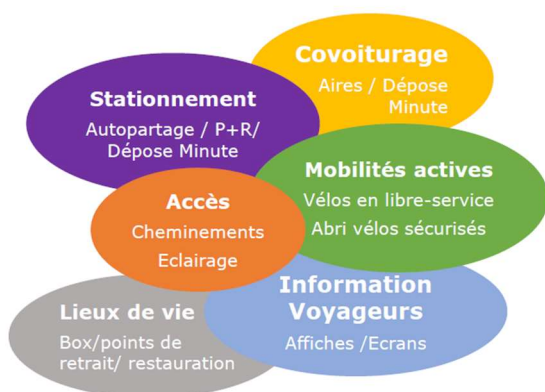 Covoiturage
Aires / Dépose
Minute
Stationnement
Autopartage / P+R/
Dépose Minute
Mobilités actives
Vélos en libre-service
Abri vélos sécurisés
Accès
Cheminements
Eclairage
Information
Voyageurs
Affiches /Ecrans
Lieux de vie
Box/points de
retrait/ restauration